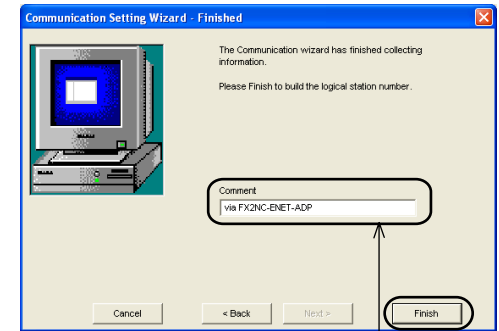 Communication Setting Wizard - Finished
The Communication wizard has finished collecting
information.
Please Finish to build the logical station number.
Comment
via FX2NC-ENET-ADP
Cancel
< Back
Next >
Finish